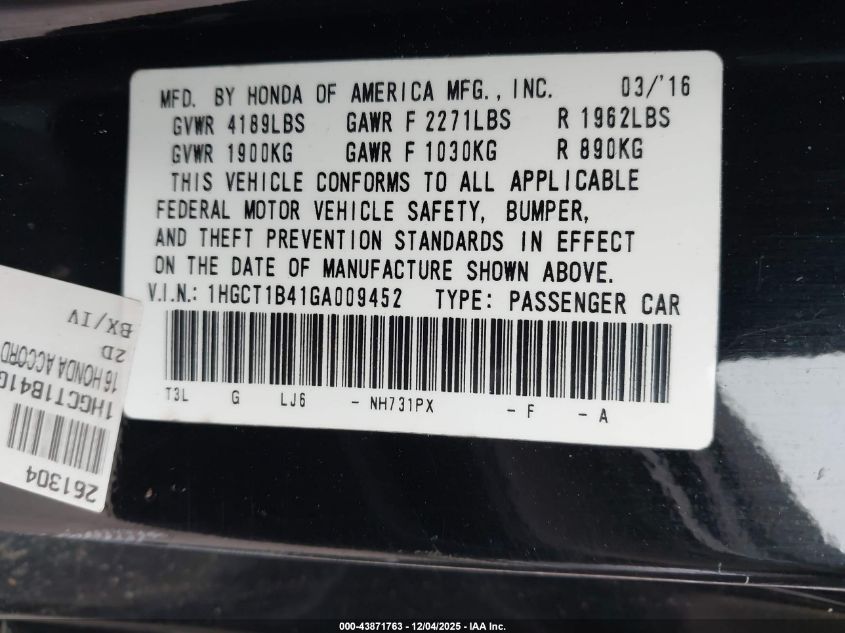 MFD. BY HONDA OF AMERICA MFG., INC. 03/'16
GVWR 4189LBS GAWR F 2271LBS R 1962LBS
GVWR 1900KG GAWR F 1030KG R 890KG
THIS VEHICLE CONFORMS TO ALL APPLICABLE
FEDERAL MOTOR VEHICLE SAFETY, BUMPER,
AND THEFT PREVENTION STANDARDS IN EFFECT
ON THE DATE OF MANUFACTURE SHOWN ABOVE.
V.I.N.: 1HGCT1B41GA009452 TYPE: PASSENGER CAR
T3L G LJ6 - NH731PX - F - A
261304
1HGCT1B41G
16 HONDA ACCORD
2D
BX/IV
000-43871763 - 12/04/2025 - IAA Inc.